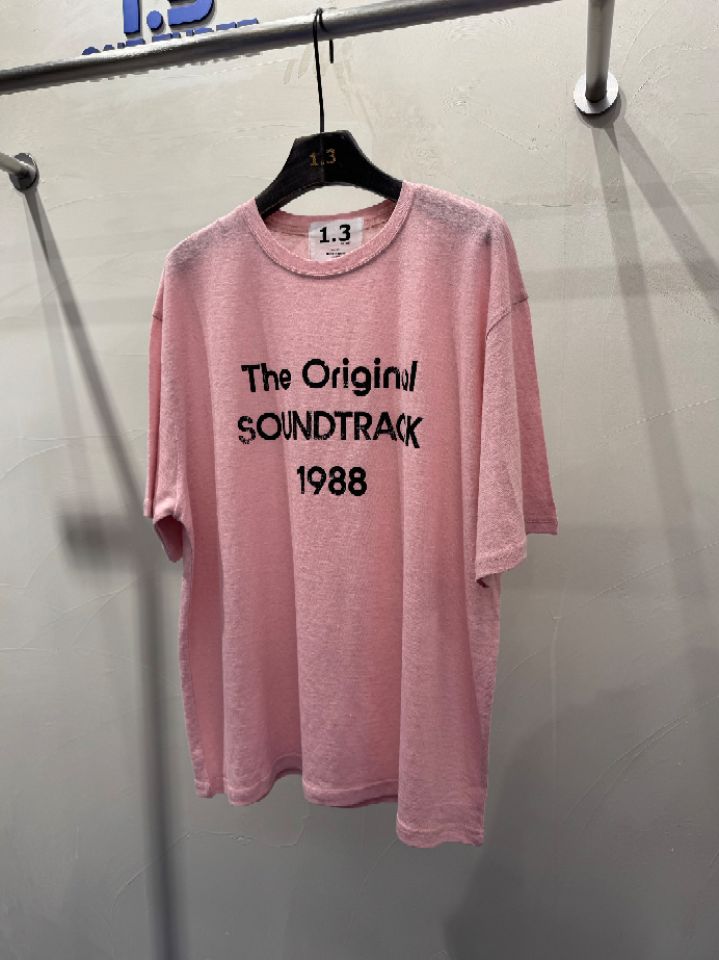 1.3
1.3
1.3
The Original
SOUNDTRACK
1988